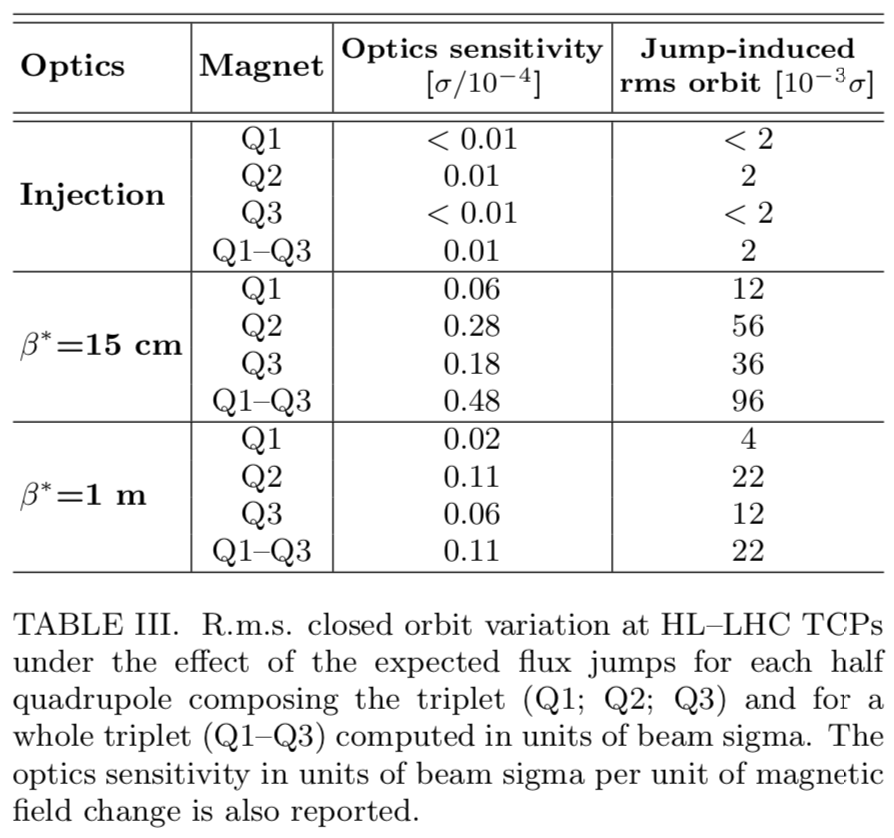 Optics Magnet Optics sensitivity [σ/10⁻⁴] Jump-induced rms orbit [10⁻³σ]
Injection
Q1 < 0.01 < 2
Q2 0.01 2
Q3 < 0.01 < 2
Q1–Q3 0.01 2
β*=15 cm
Q1 0.06 12
Q2 0.28 56
Q3 0.18 36
Q1–Q3 0.48 96
β*=1 m
Q1 0.02 4
Q2 0.11 22
Q3 0.06 12
Q1–Q3 0.11 22
TABLE III. R.m.s. closed orbit variation at HL–LHC TCPs
under the effect of the expected flux jumps for each half
quadrupole composing the triplet (Q1; Q2; Q3) and for a
whole triplet (Q1–Q3) computed in units of beam sigma. The
optics sensitivity in units of beam sigma per unit of magnetic
field change is also reported.